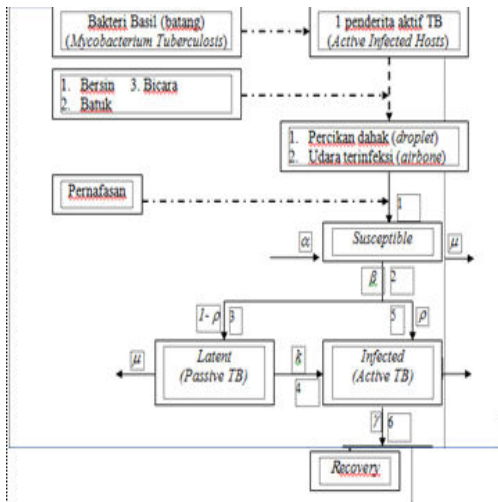 Bakteri Basil (batang)
(Mycobacterium Tuberculosis)
1 penderita aktif TB
(Active Infected Hosts)
1. Bersin 3. Bicara
2. Batuk
1. Percikan dahak (droplet)
2. Udara terinfeksi (airbone)
Pernafasan
1
α
Susceptible
μ
β 2
1- ρ 3
5 ρ
μ
Latent
(Passive TB)
k
4
Infected
(Active TB)
γ 6
Recovery